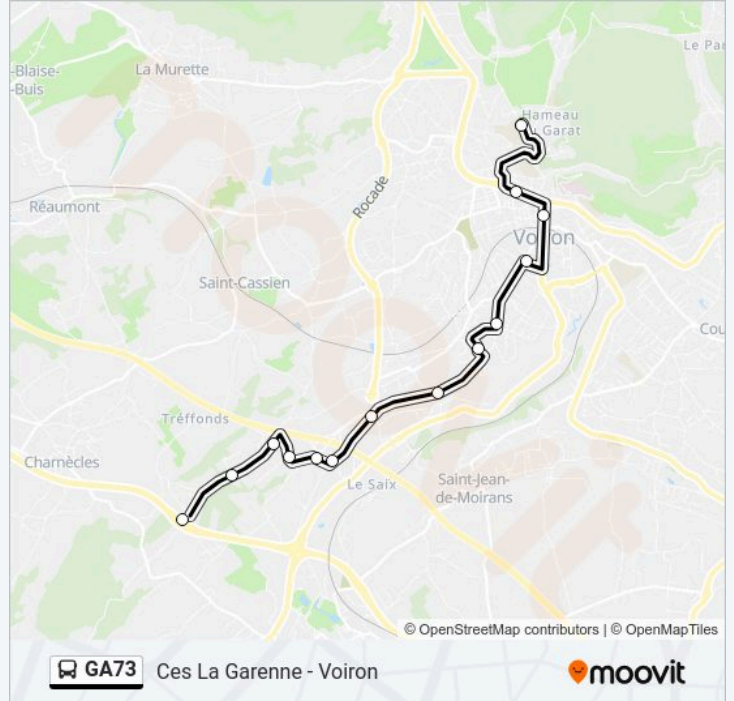 La Murette
Le Pa
-Blaise-
-Buis
Hameau
Garat
Rocade
Réaumont
Voiron
Saint-Cassien
Cou
Tréffonds
Charnècles
Le Saix
Saint-Jean-
de-Moirans
© OpenStreetMap contributors | © OpenMapTiles
GA73
Ces La Garenne - Voiron
moovit